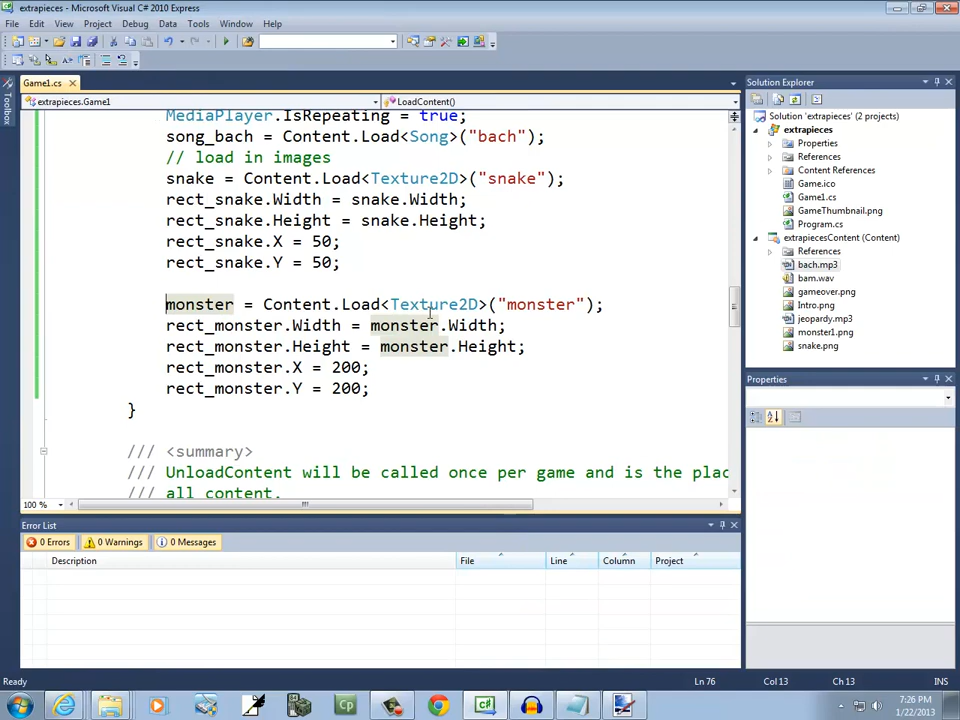 extrapieces - Microsoft Visual C# 2010 Express
File Edit View Project Debug Data Tools Window Help
Game1.cs
Solution Explorer
extrapieces.Game1 LoadContent()
Toolbox
MediaPlayer.IsRepeating = true;
song_bach = Content.Load<Song>("bach");
// load in images
snake = Content.Load<Texture2D>("snake");
rect_snake.Width = snake.Width;
rect_snake.Height = snake.Height;
rect_snake.X = 50;
rect_snake.Y = 50;
monster = Content.Load<Texture2D>("monster");
rect_monster.Width = monster.Width;
rect_monster.Height = monster.Height;
rect_monster.X = 200;
rect_monster.Y = 200;
}
/// <summary>
/// UnloadContent will be called once per game and is the plac
/// all content.
100 %
Solution 'extrapieces' (2 projects)
extrapieces
Properties
References
Content References
Game.ico
Game1.cs
GameThumbnail.png
Program.cs
extrapiecesContent (Content)
References
bach.mp3
bam.wav
gameover.png
Intro.png
jeopardy.mp3
monster1.png
snake.png
Properties
Error List
0 Errors 0 Warnings 0 Messages
Description File Line Column Project
Ready Ln 76 Col 13 Ch 13 INS
Cp
7:26 PM
1/22/2013